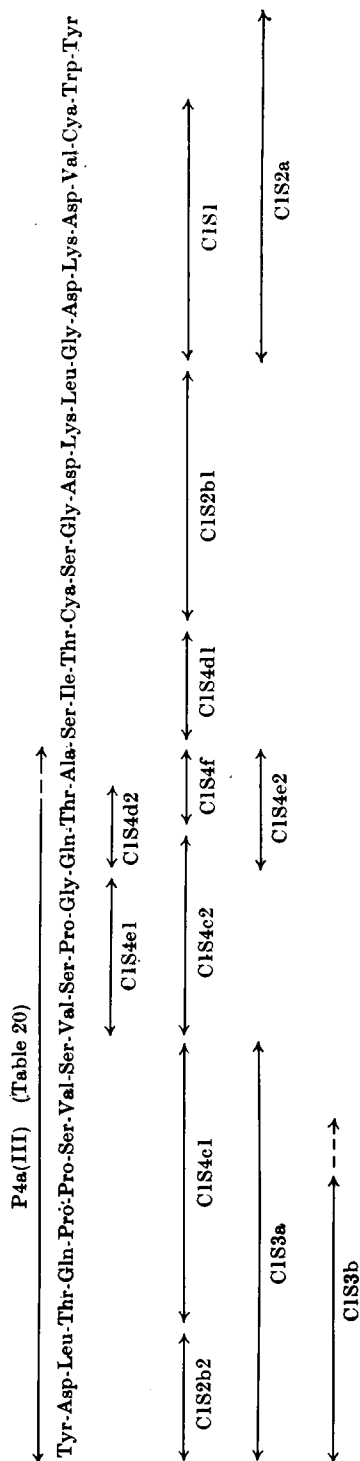 P4a(III) (Table 20)
Tyr-Asp-Leu-Thr-Gln-Pro-Pro-Ser-Val-Ser-Val-Ser-Pro-Gly-Gln-Thr-Ala-Ser-Ile-Thr-Cya-Ser-Gly-Asp-Lys-Leu-Gly-Asp-Lys-Asp-Val-Cya-Trp-Tyr
C1S4e1 C1S4d2
C1S2b2 C1S4c1 C1S4c2 C1S4f C1S4d1 C1S2b1 C1S1
C1S3a C1S4e2 C1S2a
C1S3b